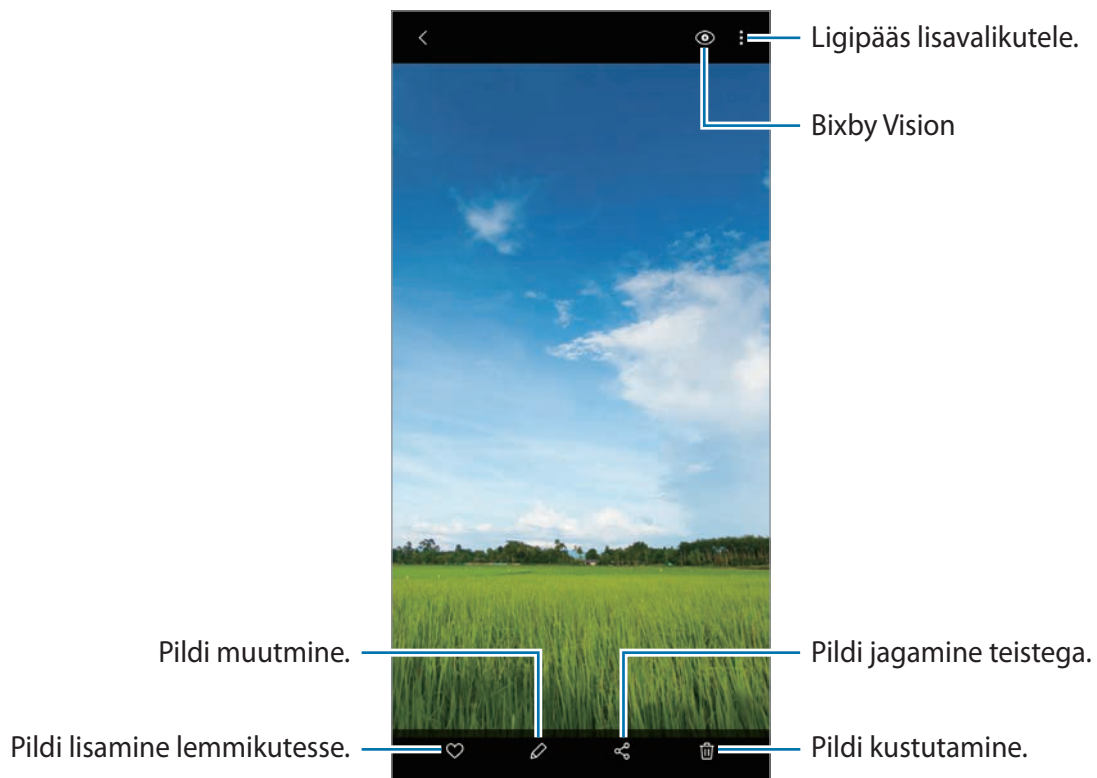 Ligipääs lisavalikutele.
Bixby Vision
Pildi muutmine.
Pildi jagamine teistega.
Pildi lisamine lemmikutesse.
Pildi kustutamine.